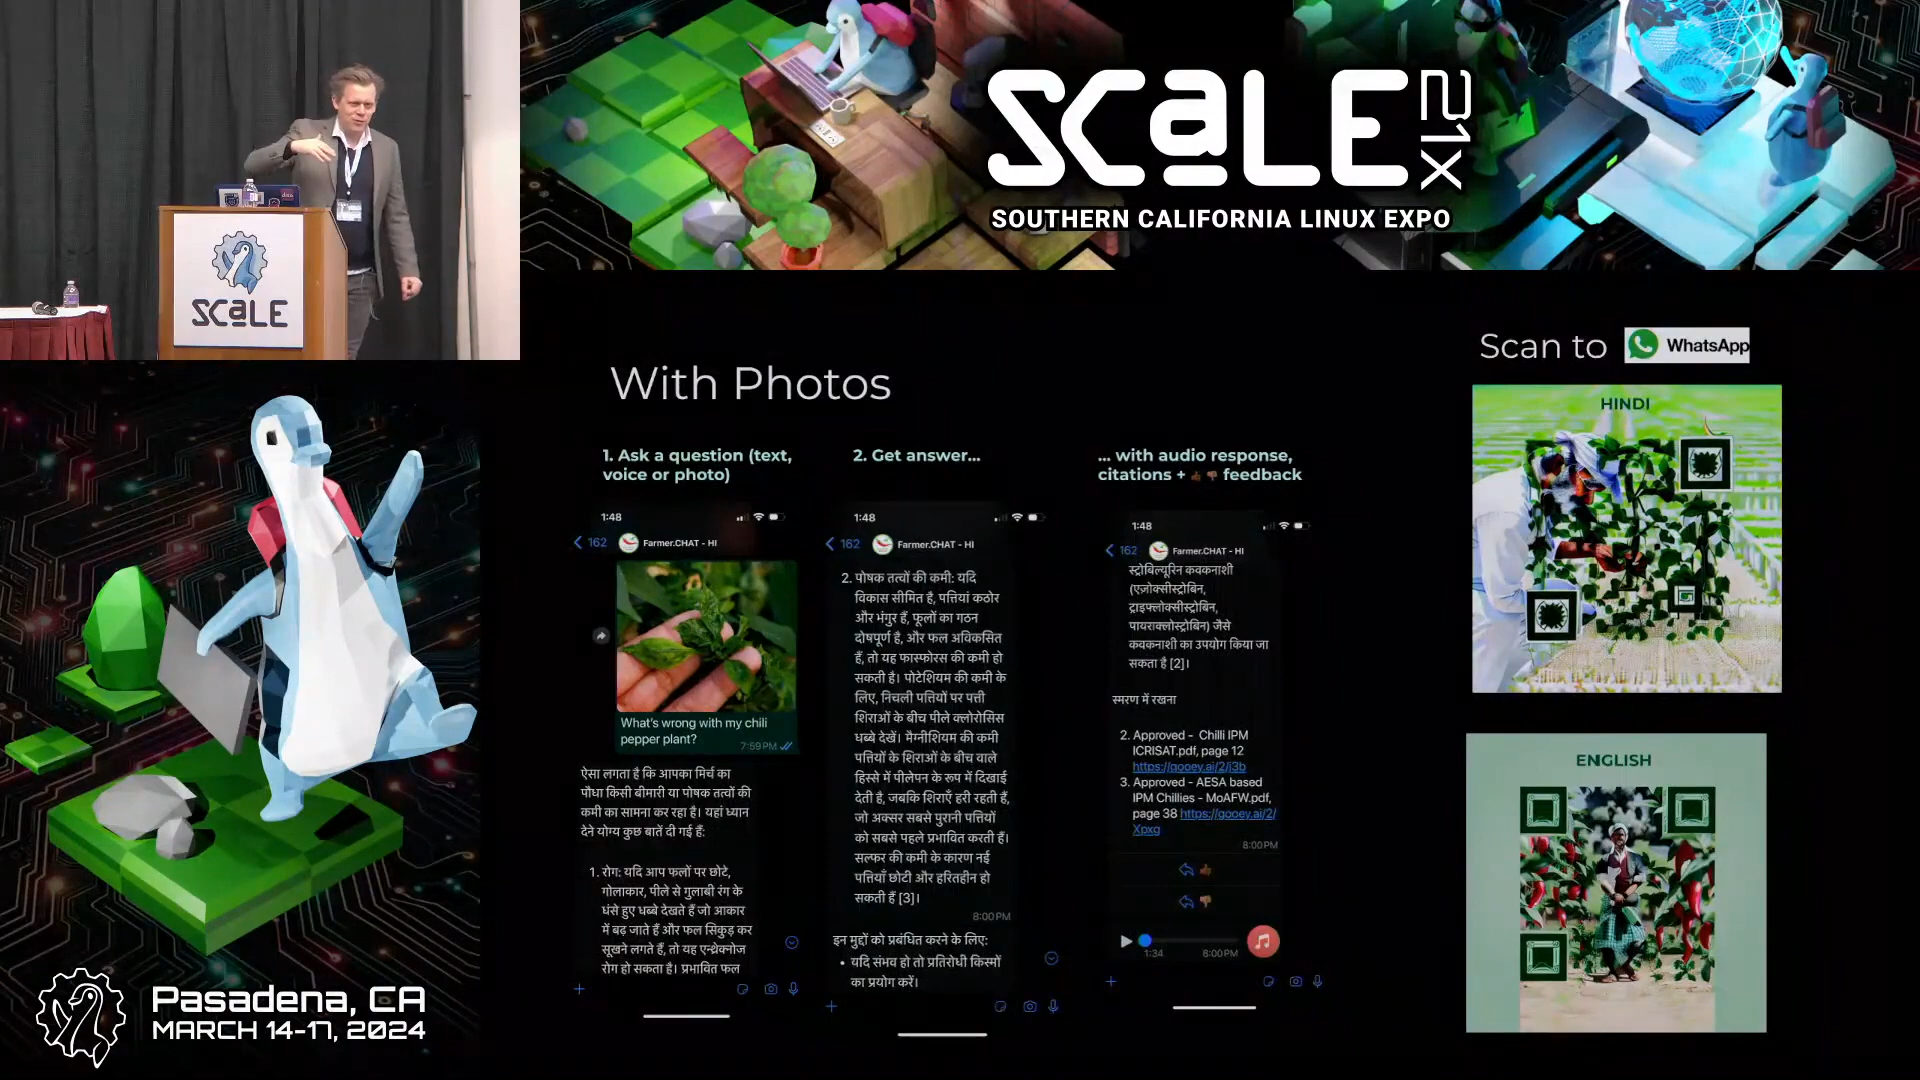 SCaLE 21x
SOUTHERN CALIFORNIA LINUX EXPO
SCaLE
With Photos
1. Ask a question (text,
voice or photo)
1:48
162
Farmer.CHAT - HI
What's wrong with my chili
pepper plant?
7:59 PM
ऐसा लगता है कि आपका मिर्च का
पौधा किसी बीमारी या पोषक तत्वों की
कमी का सामना कर रहा है। यहां ध्यान
देने योग्य कुछ बातें दी गई हैं:
1. रोग: यदि आप फलों पर छोटे,
गोलाकार, पीले से गुलाबी रंग के
धंसे हुए धब्बे देखते हैं जो आकार
में बढ़ जाते हैं और फल सिकुड़ कर
सूखने लगते हैं, तो यह एन्थ्रेक्नोज
रोग हो सकता है। प्रभावित फल
2. Get answer...
1:48
162
Farmer.CHAT - HI
2. पोषक तत्वों की कमी: यदि
विकास सीमित है, पत्तियां कठोर
और भंगुर हैं, फूलों का गठन
दोषपूर्ण है, और फल अविकसित
हैं, तो यह फास्फोरस की कमी हो
सकती है। पोटेशियम की कमी के
लिए, निचली पत्तियों पर पत्ती
शिराओं के बीच पीले क्लोरोसिस
धब्बे देखें। मैग्नीशियम की कमी
पत्तियों के शिराओं के बीच वाले
हिस्से में पीलेपन के रूप में दिखाई
देती है, जबकि शिराएँ हरी रहती हैं,
जो अक्सर सबसे पुरानी पत्तियों
को सबसे पहले प्रभावित करती हैं।
सल्फर की कमी के कारण नई
पत्तियाँ छोटी और हरितहीन हो
सकती हैं [3]।
8:00 PM
इन मुद्दों को प्रबंधित करने के लिए:
• यदि संभव हो तो प्रतिरोधी किस्मों
का प्रयोग करें।
... with audio response,
citations + 👍 👎 feedback
1:48
162
Farmer.CHAT - HI
स्ट्रोबिल्यूरिन कवकनाशी
(एज़ोक्सीस्ट्रोबिन,
ट्राइफ्लोक्सीस्ट्रोबिन,
पायराक्लोस्ट्रोबिन) जैसे
कवकनाशी का उपयोग किया जा
सकता है [2]।
स्मरण में रखना
2. Approved - Chilli IPM
ICRISAT.pdf, page 12
https://gooey.ai/2/j3b
3. Approved - AESA based
IPM Chillies - MoAFW.pdf,
page 38 https://gooey.ai/2/
Xpxg
8:00 PM
1:34
8:00 PM
Scan to WhatsApp
HINDI
ENGLISH
Pasadena, CA
MARCH 14-17, 2024